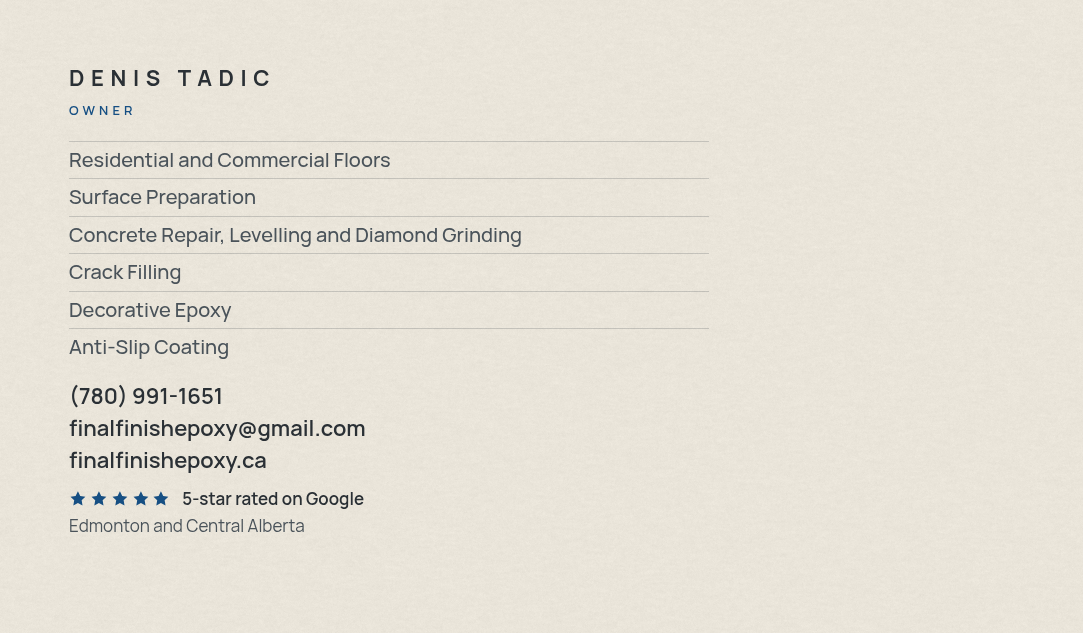 DENIS TADIC
OWNER
Residential and Commercial Floors
Surface Preparation
Concrete Repair, Levelling and Diamond Grinding
Crack Filling
Decorative Epoxy
Anti-Slip Coating
(780) 991-1651
finalfinishepoxy@gmail.com
finalfinishepoxy.ca
★★★★★ 5-star rated on Google
Edmonton and Central Alberta